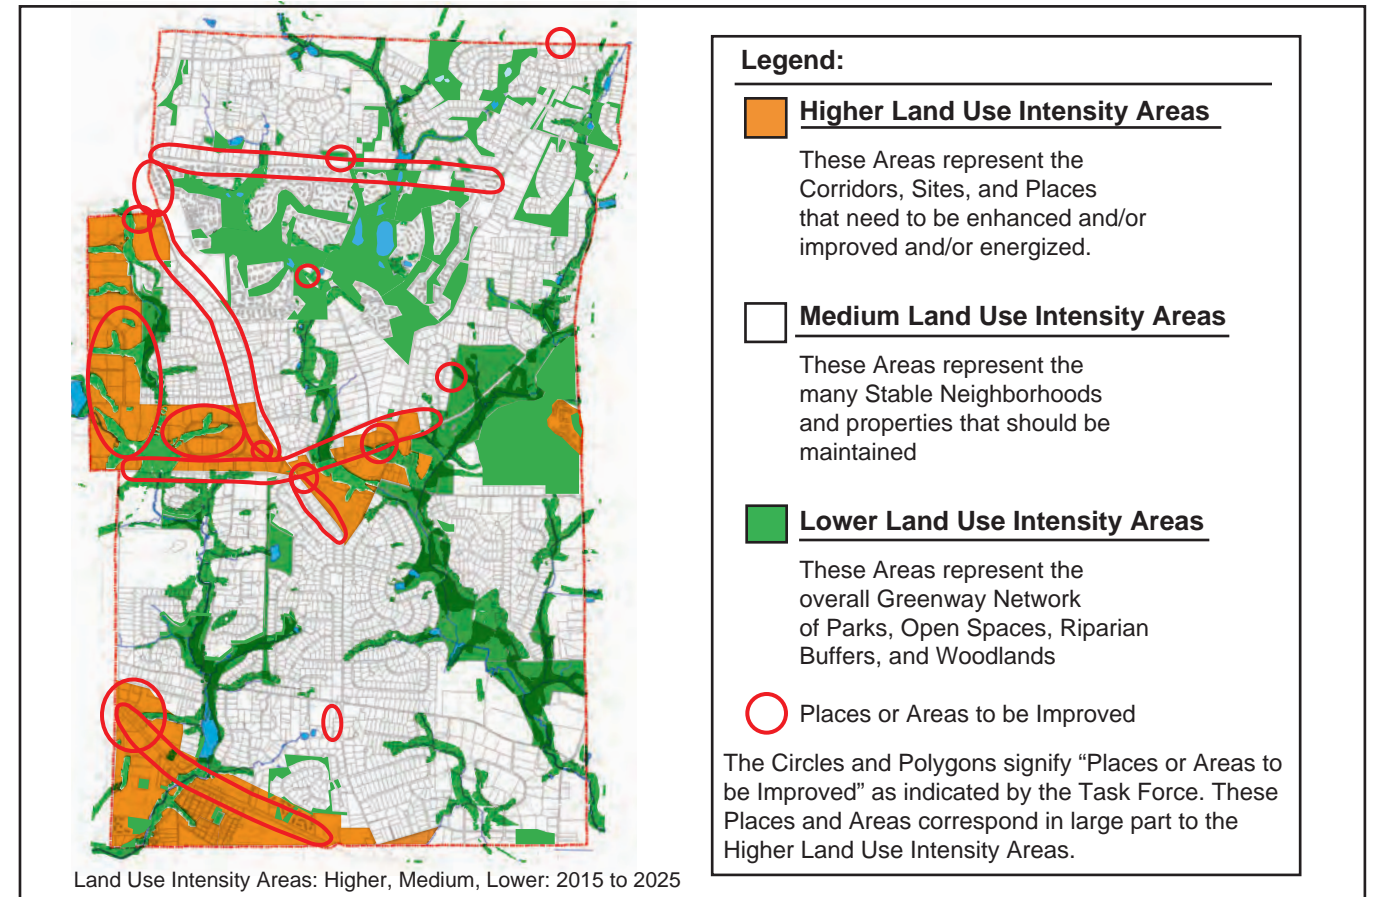 Legend:
Higher Land Use Intensity Areas
These Areas represent the
Corridors, Sites, and Places
that need to be enhanced and/or
improved and/or energized.
Medium Land Use Intensity Areas
These Areas represent the
many Stable Neighborhoods
and properties that should be
maintained
Lower Land Use Intensity Areas
These Areas represent the
overall Greenway Network
of Parks, Open Spaces, Riparian
Buffers, and Woodlands
Places or Areas to be Improved
The Circles and Polygons signify “Places or Areas to
be Improved” as indicated by the Task Force. These
Places and Areas correspond in large part to the
Higher Land Use Intensity Areas.
Land Use Intensity Areas: Higher, Medium, Lower: 2015 to 2025